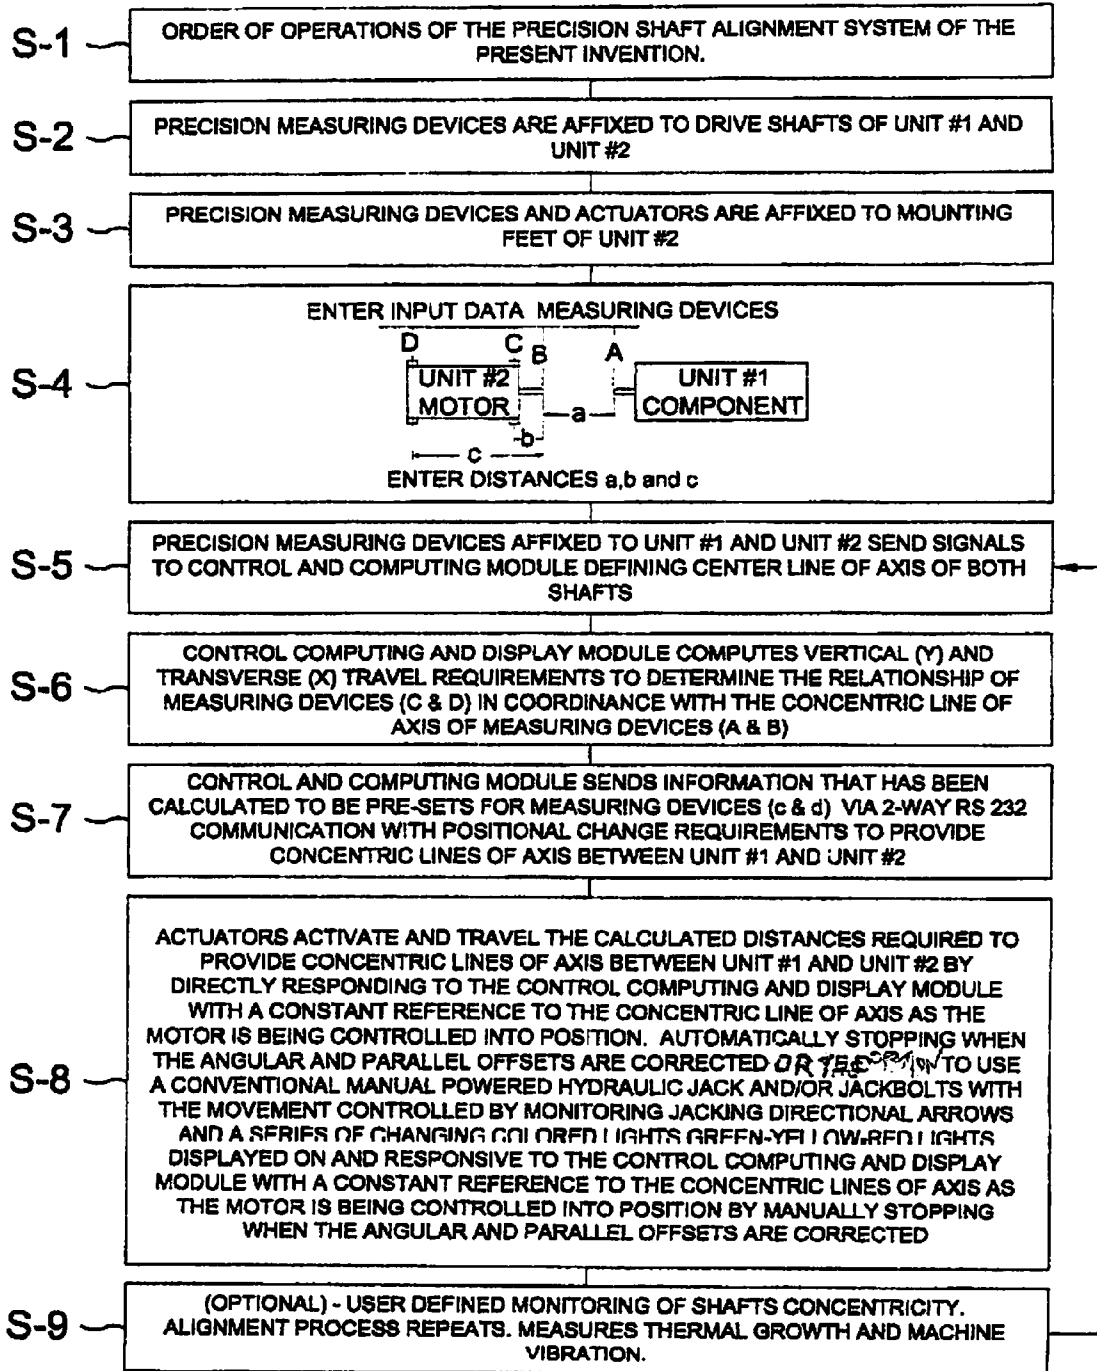 S-1
ORDER OF OPERATIONS OF THE PRECISION SHAFT ALIGNMENT SYSTEM OF THE
PRESENT INVENTION.
S-2
PRECISION MEASURING DEVICES ARE AFFIXED TO DRIVE SHAFTS OF UNIT #1 AND
UNIT #2
S-3
PRECISION MEASURING DEVICES AND ACTUATORS ARE AFFIXED TO MOUNTING
FEET OF UNIT #2
S-4
ENTER INPUT DATA MEASURING DEVICES
D C B A
UNIT #2
MOTOR
UNIT #1
COMPONENT
a
b
c
ENTER DISTANCES a,b and c
S-5
PRECISION MEASURING DEVICES AFFIXED TO UNIT #1 AND UNIT #2 SEND SIGNALS
TO CONTROL AND COMPUTING MODULE DEFINING CENTER LINE OF AXIS OF BOTH
SHAFTS
S-6
CONTROL COMPUTING AND DISPLAY MODULE COMPUTES VERTICAL (Y) AND
TRANSVERSE (X) TRAVEL REQUIREMENTS TO DETERMINE THE RELATIONSHIP OF
MEASURING DEVICES (C & D) IN COORDINANCE WITH THE CONCENTRIC LINE OF
AXIS OF MEASURING DEVICES (A & B)
S-7
CONTROL AND COMPUTING MODULE SENDS INFORMATION THAT HAS BEEN
CALCULATED TO BE PRE-SETS FOR MEASURING DEVICES (c & d) VIA 2-WAY RS 232
COMMUNICATION WITH POSITIONAL CHANGE REQUIREMENTS TO PROVIDE
CONCENTRIC LINES OF AXIS BETWEEN UNIT #1 AND UNIT #2
S-8
ACTUATORS ACTIVATE AND TRAVEL THE CALCULATED DISTANCES REQUIRED TO
PROVIDE CONCENTRIC LINES OF AXIS BETWEEN UNIT #1 AND UNIT #2 BY
DIRECTLY RESPONDING TO THE CONTROL COMPUTING AND DISPLAY MODULE
WITH A CONSTANT REFERENCE TO THE CONCENTRIC LINE OF AXIS AS THE
MOTOR IS BEING CONTROLLED INTO POSITION. AUTOMATICALLY STOPPING WHEN
THE ANGULAR AND PARALLEL OFFSETS ARE CORRECTED OR TO USE
A CONVENTIONAL MANUAL POWERED HYDRAULIC JACK AND/OR JACKBOLTS WITH
THE MOVEMENT CONTROLLED BY MONITORING JACKING DIRECTIONAL ARROWS
AND A SERIES OF CHANGING COLORED LIGHTS GREEN-YELLOW-RED LIGHTS
DISPLAYED ON AND RESPONSIVE TO THE CONTROL COMPUTING AND DISPLAY
MODULE WITH A CONSTANT REFERENCE TO THE CONCENTRIC LINES OF AXIS AS
THE MOTOR IS BEING CONTROLLED INTO POSITION BY MANUALLY STOPPING
WHEN THE ANGULAR AND PARALLEL OFFSETS ARE CORRECTED
S-9
(OPTIONAL) - USER DEFINED MONITORING OF SHAFTS CONCENTRICITY.
ALIGNMENT PROCESS REPEATS. MEASURES THERMAL GROWTH AND MACHINE
VIBRATION.